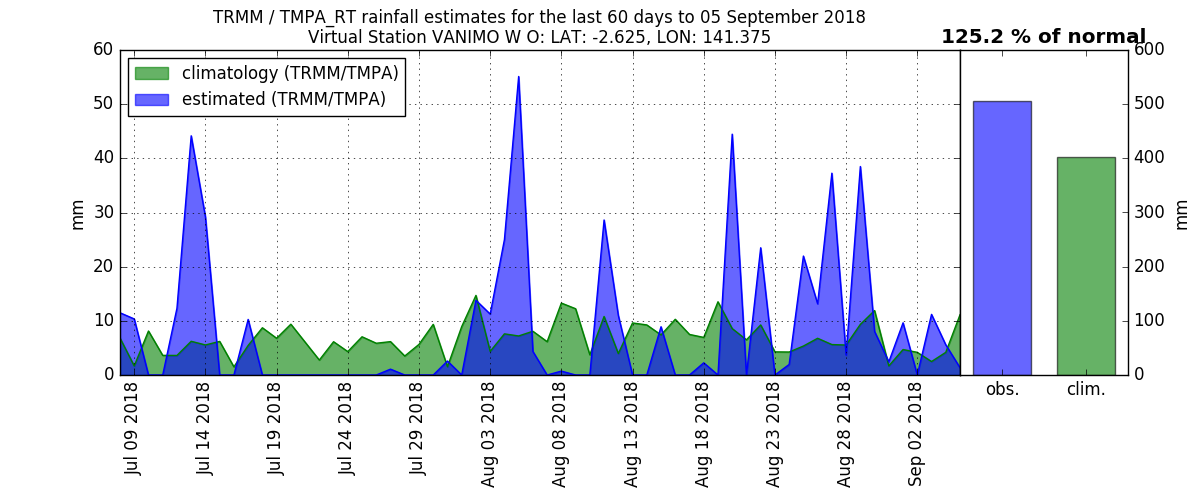 TRMM / TMPA_RT rainfall estimates for the last 60 days to 05 September 2018
Virtual Station VANIMO W O: LAT: -2.625, LON: 141.375
125.2 % of normal
climatology (TRMM/TMPA)
estimated (TRMM/TMPA)
60
50
40
30
20
10
0
mm
Jul 09 2018
Jul 14 2018
Jul 19 2018
Jul 24 2018
Jul 29 2018
Aug 03 2018
Aug 08 2018
Aug 13 2018
Aug 18 2018
Aug 23 2018
Aug 28 2018
Sep 02 2018
obs.
clim.
600
500
400
300
200
100
0
mm